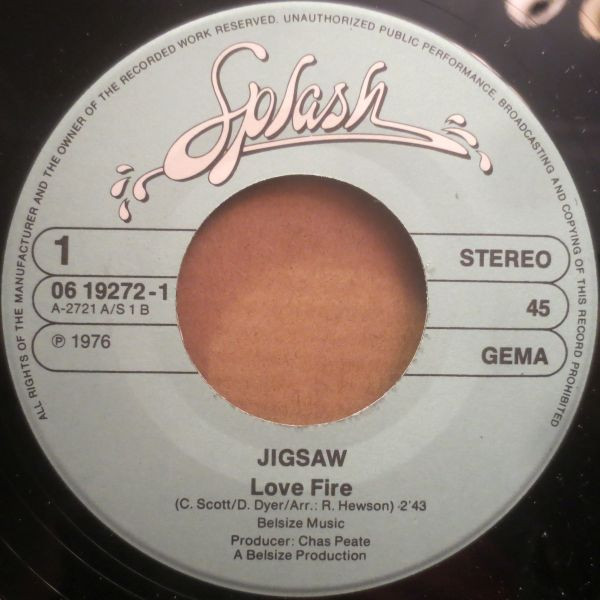 ALL RIGHTS OF THE MANUFACTURER AND THE OWNER OF THE RECORDED WORK RESERVED. UNAUTHORIZED PUBLIC PERFORMANCE, BROADCASTING AND COPYING OF THIS RECORD PROHIBITED
Splash
1
STEREO
06 19272-1
A-2721 A/S 1 B
45
℗ 1976
GEMA
JIGSAW
Love Fire
(C. Scott/D. Dyer/Arr.: R. Hewson) 2'43
Belsize Music
Producer: Chas Peate
A Belsize Production